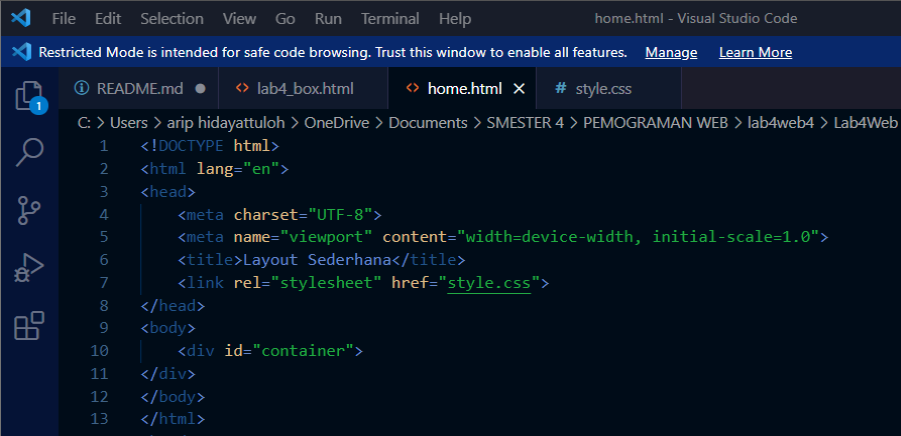 File Edit Selection View Go Run Terminal Help home.html - Visual Studio Code
Restricted Mode is intended for safe code browsing. Trust this window to enable all features. Manage Learn More
README.md lab4_box.html home.html style.css
C: > Users > arip hidayattuloh > OneDrive > Documents > SMESTER 4 > PEMOGRAMAN WEB > lab4web4 > Lab4Web
1 <!DOCTYPE html>
2 <html lang="en">
3 <head>
4 <meta charset="UTF-8">
5 <meta name="viewport" content="width=device-width, initial-scale=1.0">
6 <title>Layout Sederhana</title>
7 <link rel="stylesheet" href="style.css">
8 </head>
9 <body>
10 <div id="container">
11 </div>
12 </body>
13 </html>
1